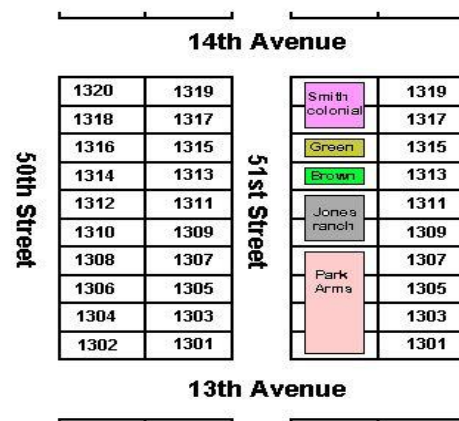 14th Avenue
1320 1319 Smith colonial 1319
1318 1317 1317
1316 1315 Green 1315
1314 1313 Brown 1313
1312 1311 Jones ranch 1311
1310 1309 1309
1308 1307 Park Arms 1307
1306 1305 1305
1304 1303 1303
1302 1301 1301
50th Street
51st Street
13th Avenue